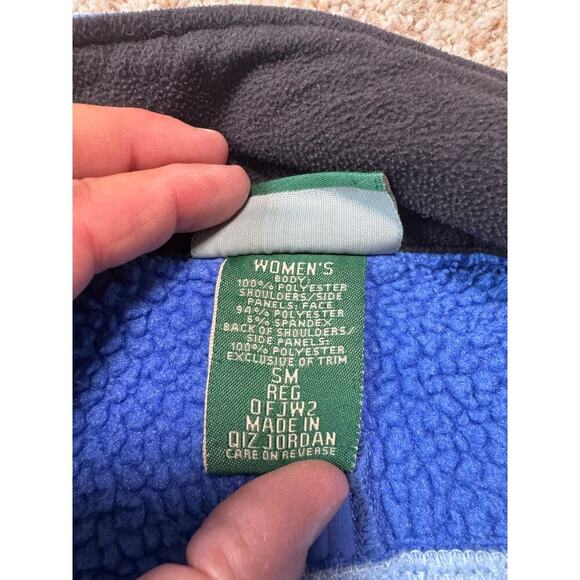 WOMEN'S
BODY:
100% POLYESTER
SHOULDERS/SIDE
PANELS: FACE
94% POLYESTER
6% SPANDEX
BACK OF SHOULDERS/
SIDE PANELS:
100% POLYESTER
EXCLUSIVE OF TRIM
SM
REG
0FJW2
MADE IN
QIZ JORDAN
CARE ON REVERSE